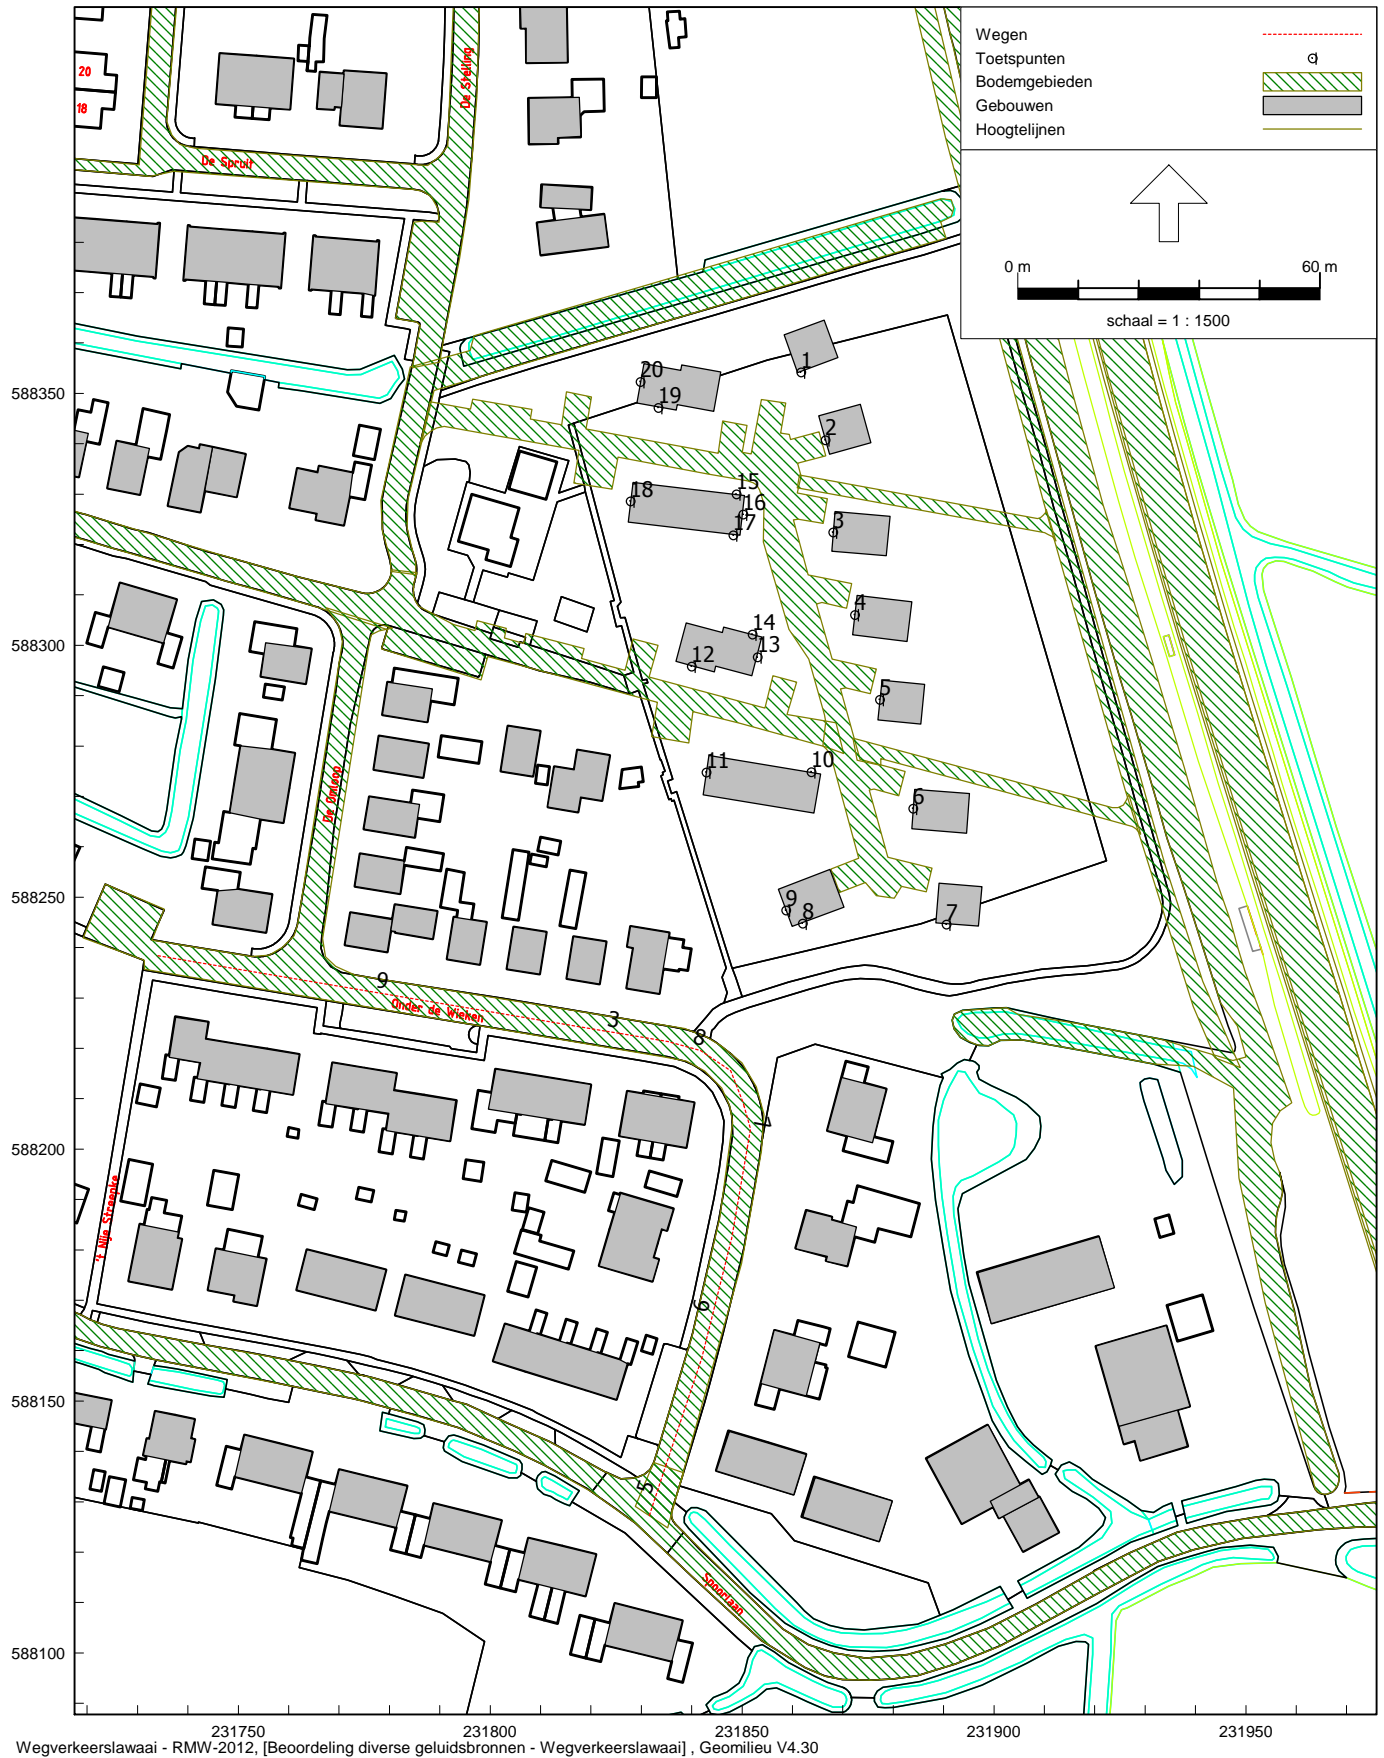 Wegen
Toetspunten
Bodemgebieden
Gebouwen
Hoogtelijnen
0 m
60 m
schaal = 1 : 1500
De Stelling
20
18
De Spruit
1
20
19
2
588350
15
18
16
17
3
4
14
13
12
588300
5
11
10
6
De Omloop
9
8
7
588250
9
Onder de Wieken
3
8
7
588200
't Nije Streepke
6
588150
5
Spoorlaan
588100
231750
231800
231850
231900
231950
Wegverkeerslawaai - RMW-2012, [Beoordeling diverse geluidsbronnen - Wegverkeerslawaai] , Geomilieu V4.30